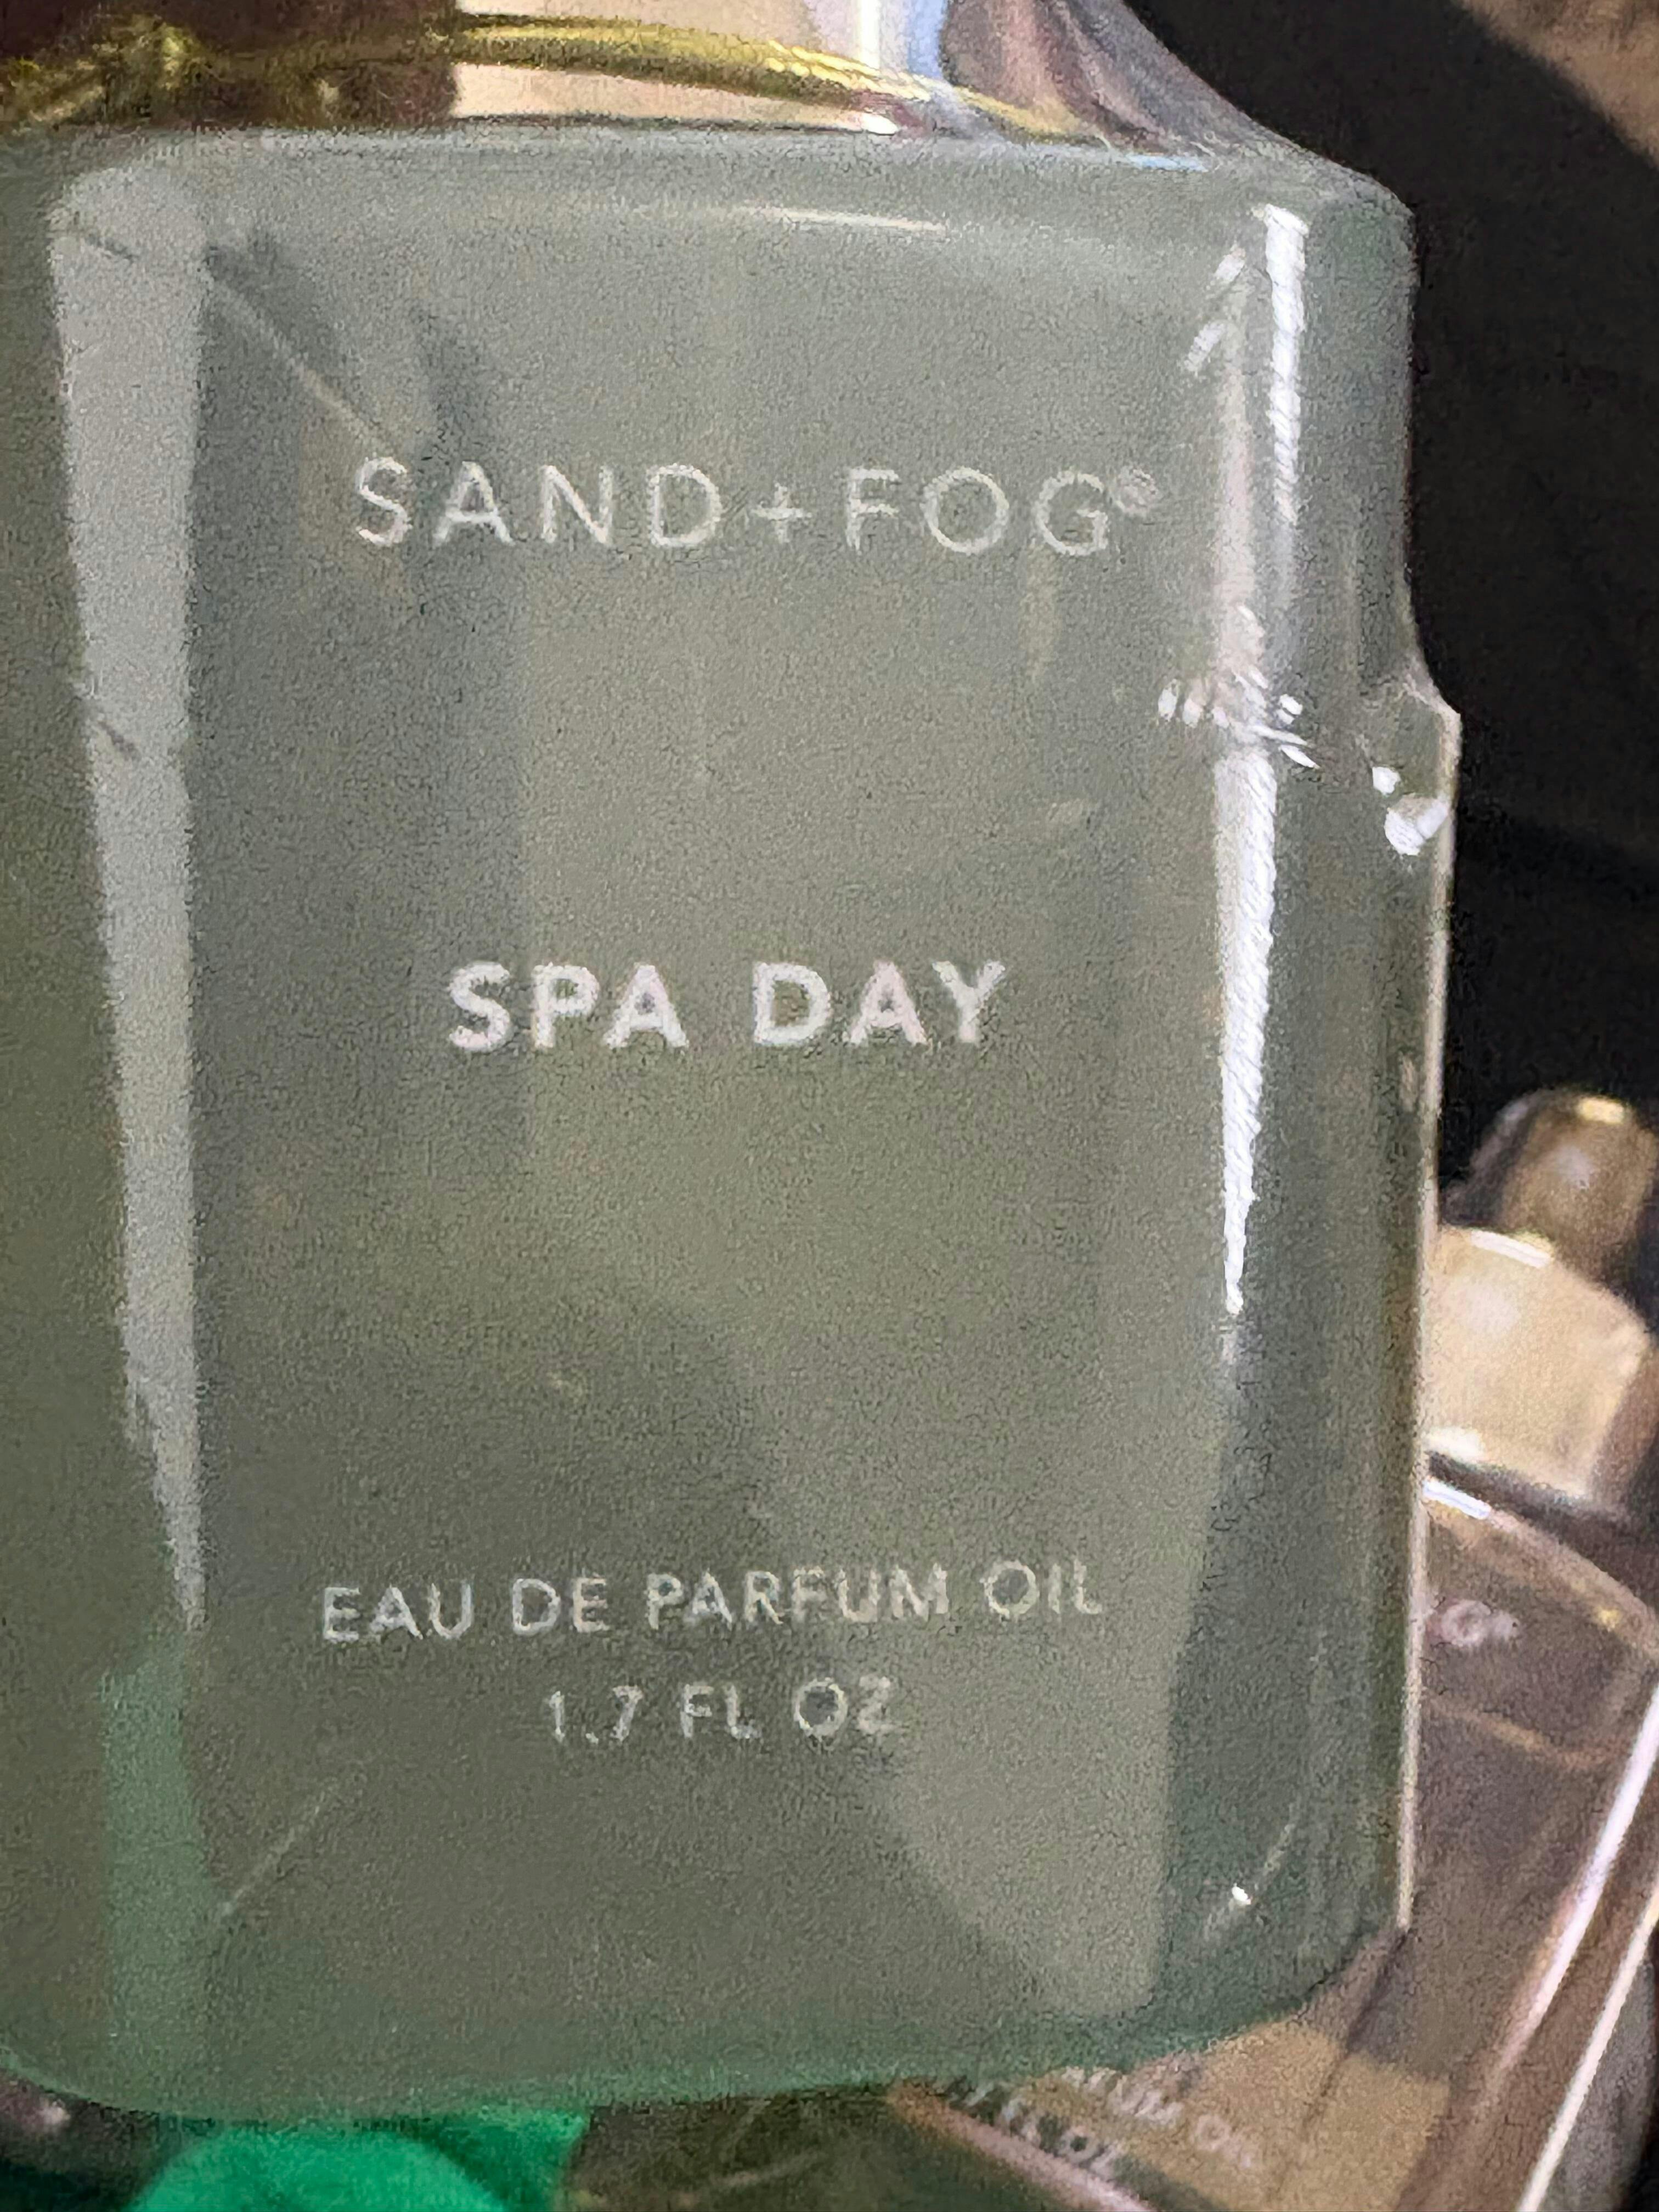 SAND+FOG®
SPA DAY
EAU DE PARFUM OIL
1.7 FL OZ